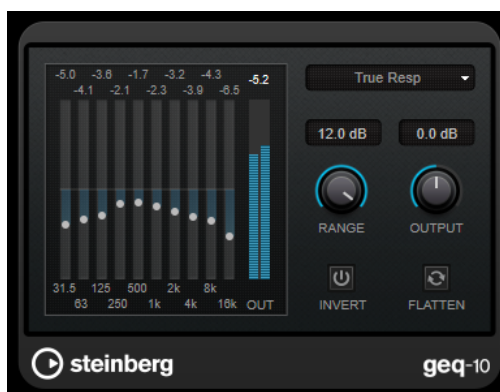 -5.0 -3.6 -1.7 -3.2 -4.3 -5.2
-4.1 -2.1 -2.3 -3.9 -6.5
True Resp
12.0 dB 0.0 dB
RANGE OUTPUT
31.5 125 500 2k 8k
63 250 1k 4k 16k OUT
INVERT FLATTEN
steinberg geq-10